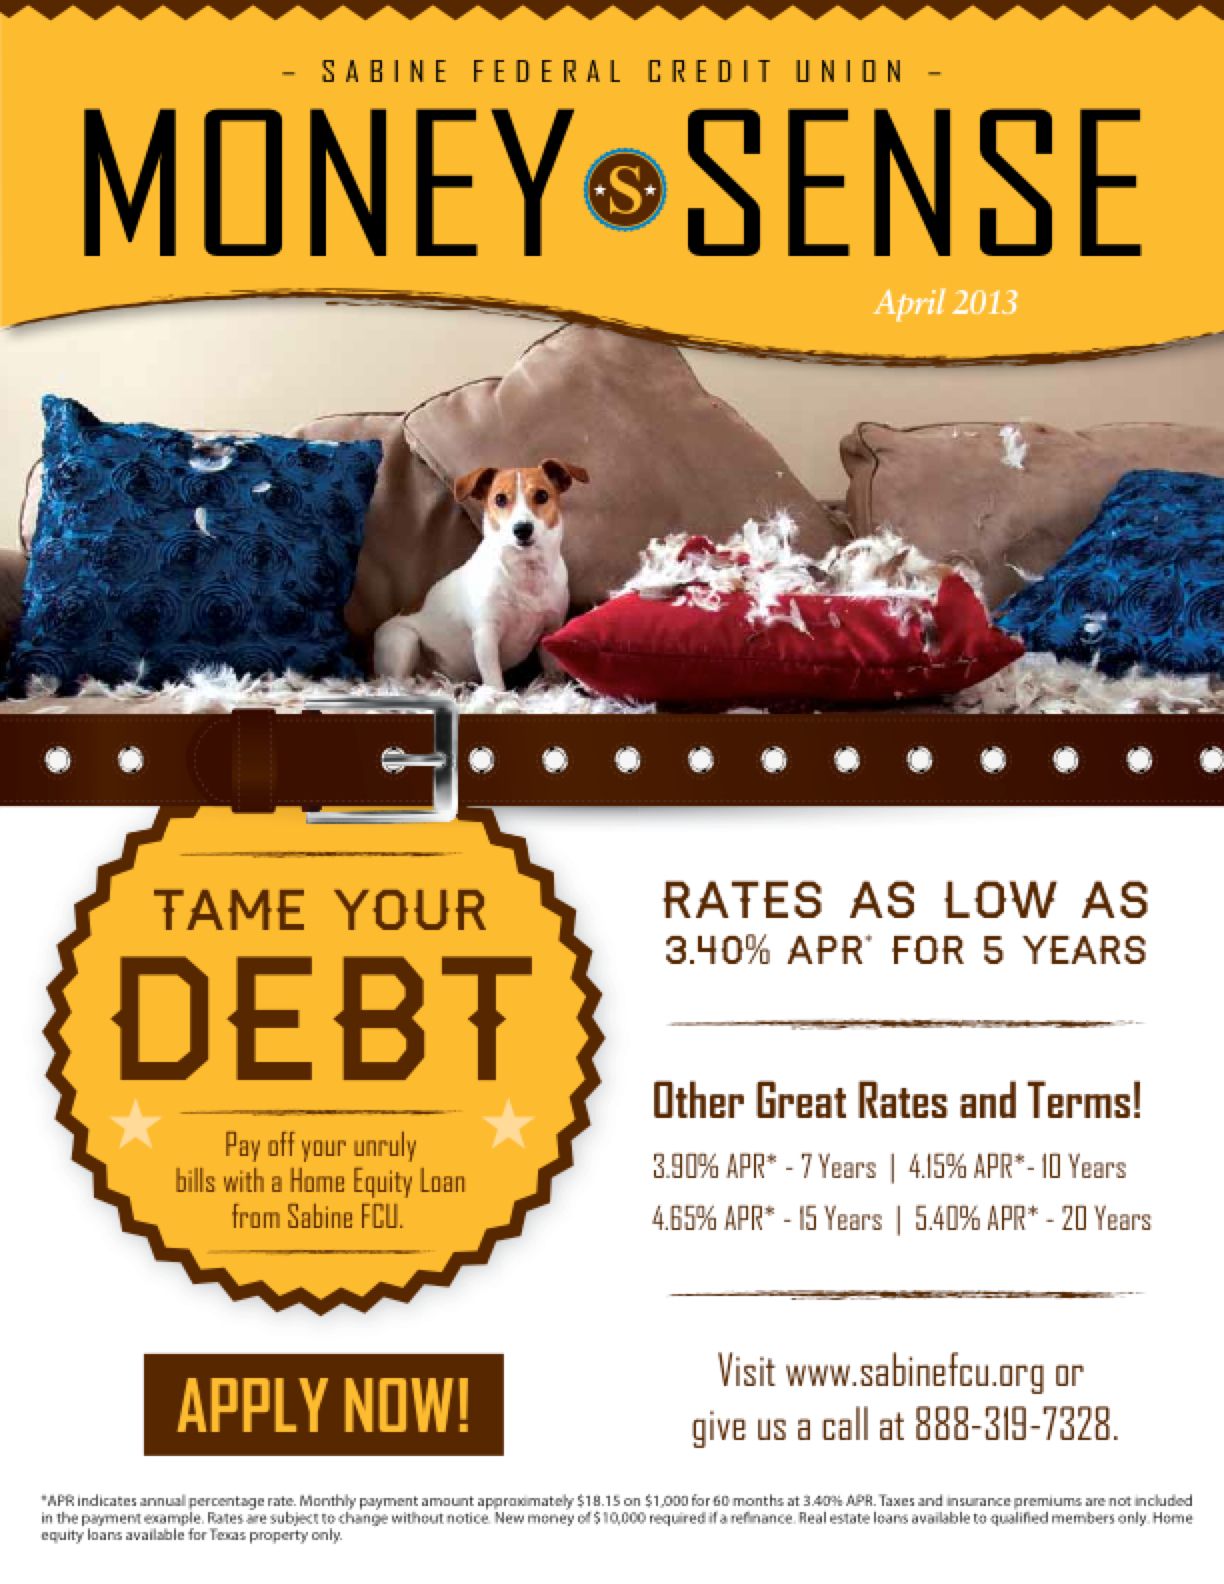 - SABINE FEDERAL CREDIT UNION -
MONEY S SENSE
April 2013
TAME YOUR
DEBT
Pay off your unruly
bills with a Home Equity Loan
from Sabine FCU.
APPLY NOW!
RATES AS LOW AS
3.40% APR* FOR 5 YEARS
Other Great Rates and Terms!
3.90% APR* - 7 Years | 4.15% APR*- 10 Years
4.65% APR* - 15 Years | 5.40% APR* - 20 Years
Visit www.sabinefcu.org or
give us a call at 888-319-7328.
*APR indicates annual percentage rate. Monthly payment amount approximately $18.15 on $1,000 for 60 months at 3.40% APR. Taxes and insurance premiums are not included
in the payment example. Rates are subject to change without notice. New money of $10,000 required if a refinance. Real estate loans available to qualified members only. Home
equity loans available for Texas property only.